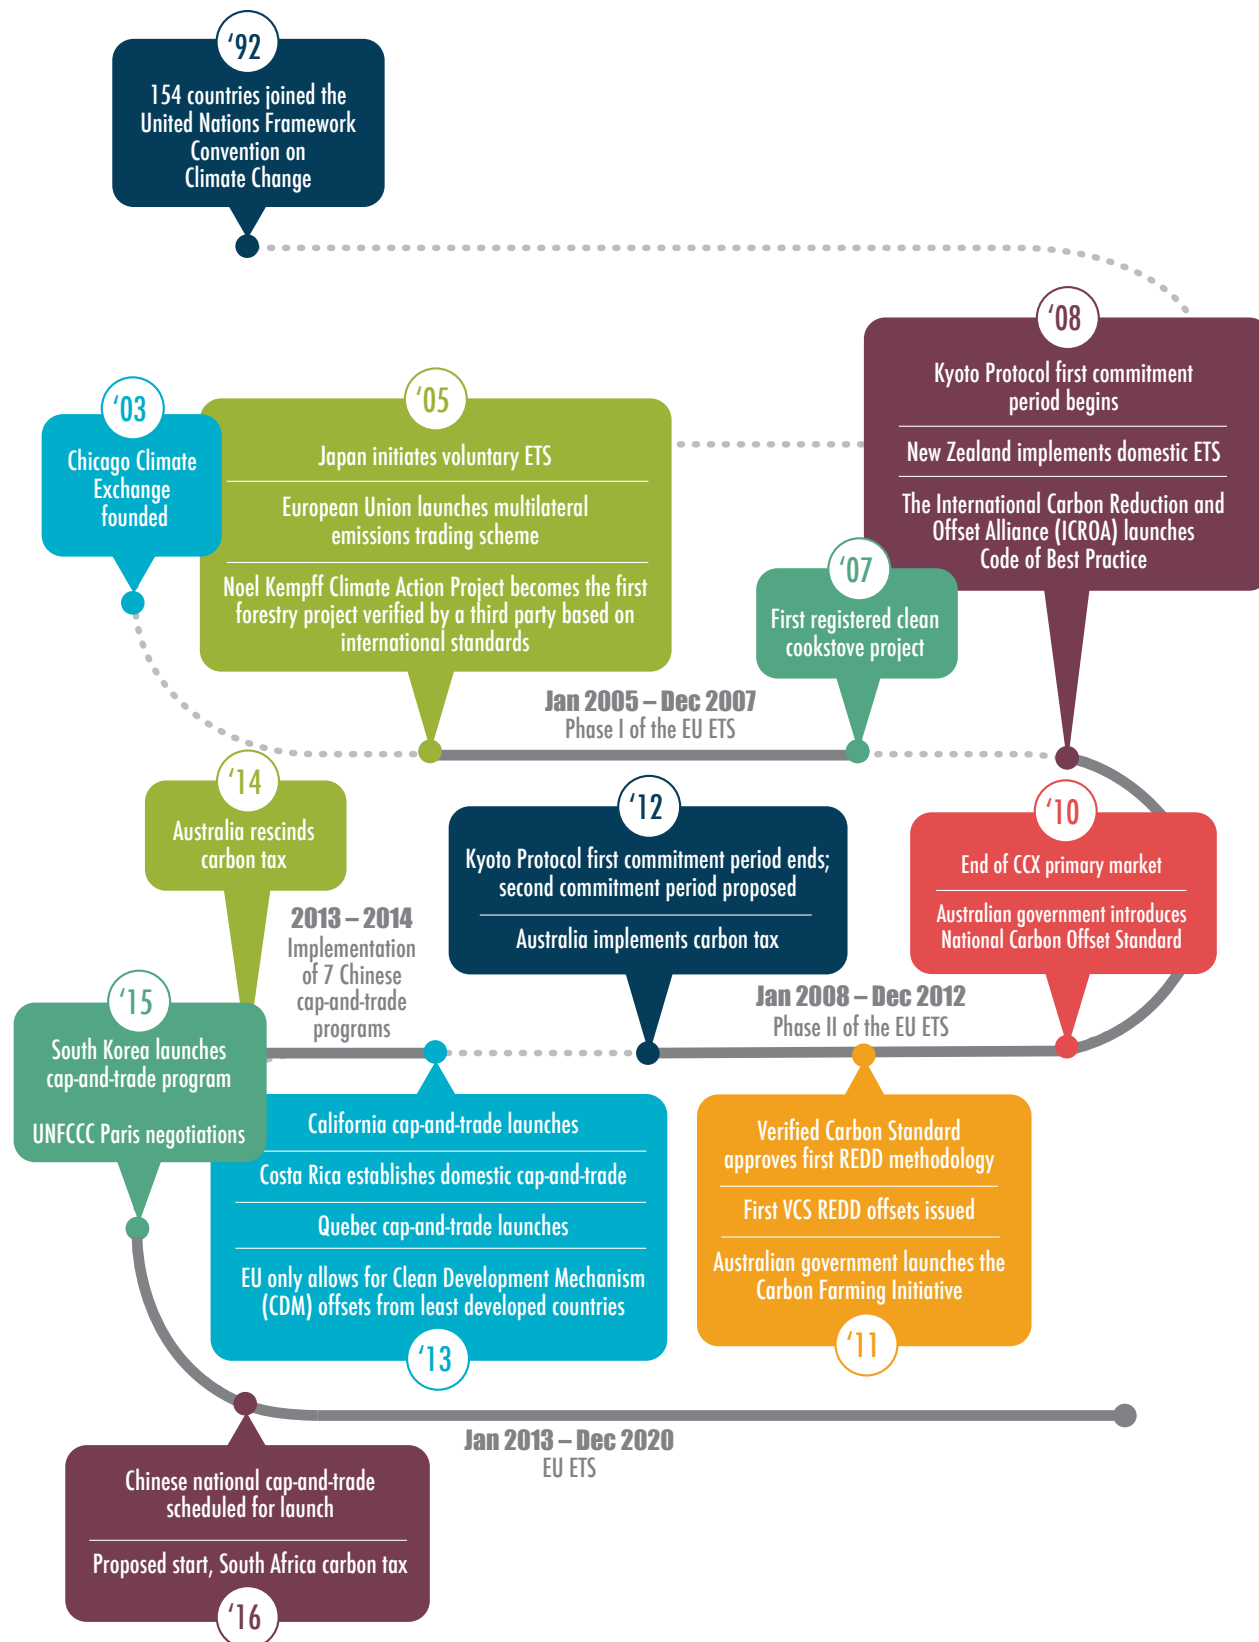 ‘92
154 countries joined the
United Nations Framework
Convention on
Climate Change
‘03
Chicago Climate
Exchange
founded
‘05
Japan initiates voluntary ETS
European Union launches multilateral
emissions trading scheme
Noel Kempff Climate Action Project becomes the first
forestry project verified by a third party based on
international standards
Jan 2005 – Dec 2007
Phase I of the EU ETS
‘07
First registered clean
cookstove project
‘08
Kyoto Protocol first commitment
period begins
New Zealand implements domestic ETS
The International Carbon Reduction and
Offset Alliance (ICROA) launches
Code of Best Practice
‘10
End of CCX primary market
Australian government introduces
National Carbon Offset Standard
Jan 2008 – Dec 2012
Phase II of the EU ETS
‘11
Verified Carbon Standard
approves first REDD methodology
First VCS REDD offsets issued
Australian government launches the
Carbon Farming Initiative
‘12
Kyoto Protocol first commitment period ends;
second commitment period proposed
Australia implements carbon tax
2013 – 2014
Implementation
of 7 Chinese
cap-and-trade
programs
California cap-and-trade launches
Costa Rica establishes domestic cap-and-trade
Quebec cap-and-trade launches
EU only allows for Clean Development Mechanism
(CDM) offsets from least developed countries
‘13
‘14
Australia rescinds
carbon tax
‘15
South Korea launches
cap-and-trade program
UNFCCC Paris negotiations
Jan 2013 – Dec 2020
EU ETS
Chinese national cap-and-trade
scheduled for launch
Proposed start, South Africa carbon tax
‘16